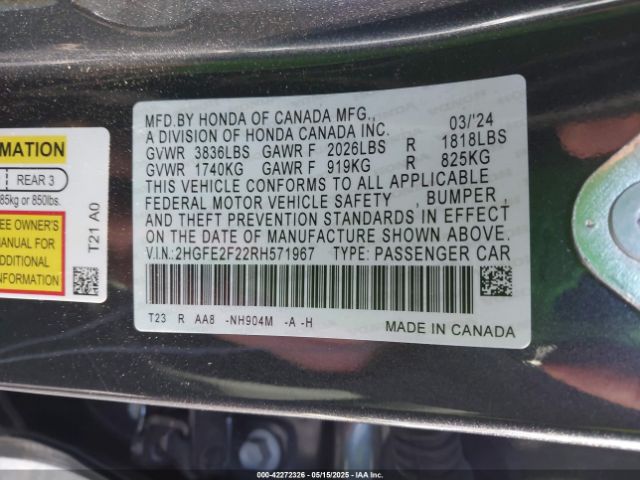 MFD.BY HONDA OF CANADA MFG., 03/'24
A DIVISION OF HONDA CANADA INC.
GVWR 3836LBS GAWR F 2026LBS R 1818LBS
GVWR 1740KG GAWR F 919KG R 825KG
THIS VEHICLE CONFORMS TO ALL APPLICABLE
FEDERAL MOTOR VEHICLE SAFETY , BUMPER ,
AND THEFT PREVENTION STANDARDS IN EFFECT
ON THE DATE OF MANUFACTURE SHOWN ABOVE.
V.I.N.:2HGFE2F22RH571967 TYPE: PASSENGER CAR
T23 R AA8 -NH904M -A -H
MADE IN CANADA
MATION
REAR 3
85kg or 850lbs.
EE OWNER'S
MANUAL FOR
ADDITIONAL
FORMATION
T21 A0
000-42272326 - 05/15/2025 - IAA Inc.